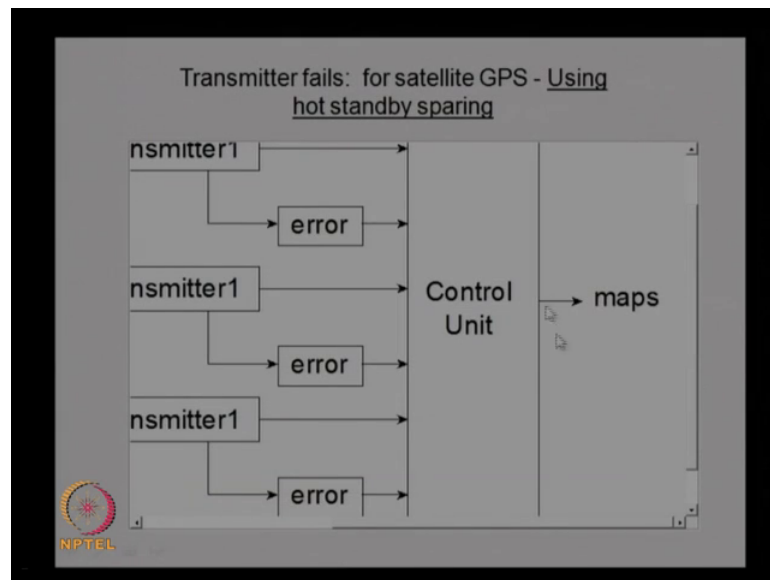 Transmitter fails: for satellite GPS - Using
hot standby sparing
nsmitter1
error
nsmitter1
error
nsmitter1
error
Control
Unit
maps
NPTEL